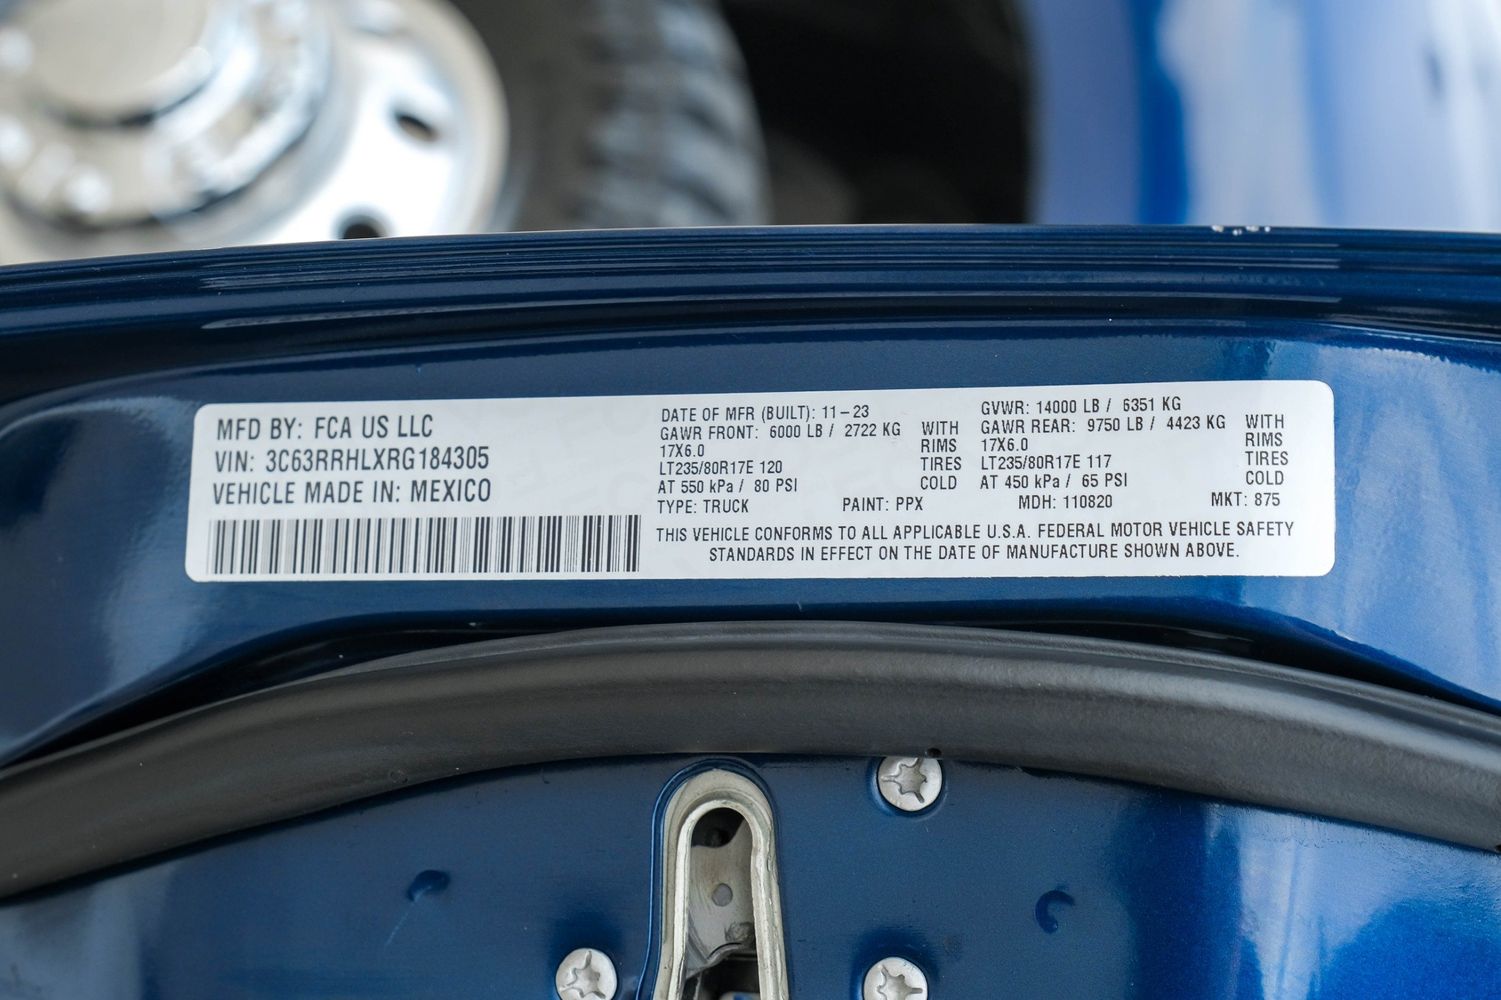 MFD BY: FCA US LLC
VIN: 3C63RRHLXRG184305
VEHICLE MADE IN: MEXICO
DATE OF MFR (BUILT): 11-23
GAWR FRONT: 6000 LB / 2722 KG WITH
17X6.0 RIMS
LT235/80R17E 120 TIRES
AT 550 kPa / 80 PSI COLD
GVWR: 14000 LB / 6351 KG
GAWR REAR: 9750 LB / 4423 KG WITH
17X6.0 RIMS
LT235/80R17E 117 TIRES
AT 450 kPa / 65 PSI COLD
TYPE: TRUCK PAINT: PPX MDH: 110820 MKT: 875
THIS VEHICLE CONFORMS TO ALL APPLICABLE U.S.A. FEDERAL MOTOR VEHICLE SAFETY
STANDARDS IN EFFECT ON THE DATE OF MANUFACTURE SHOWN ABOVE.